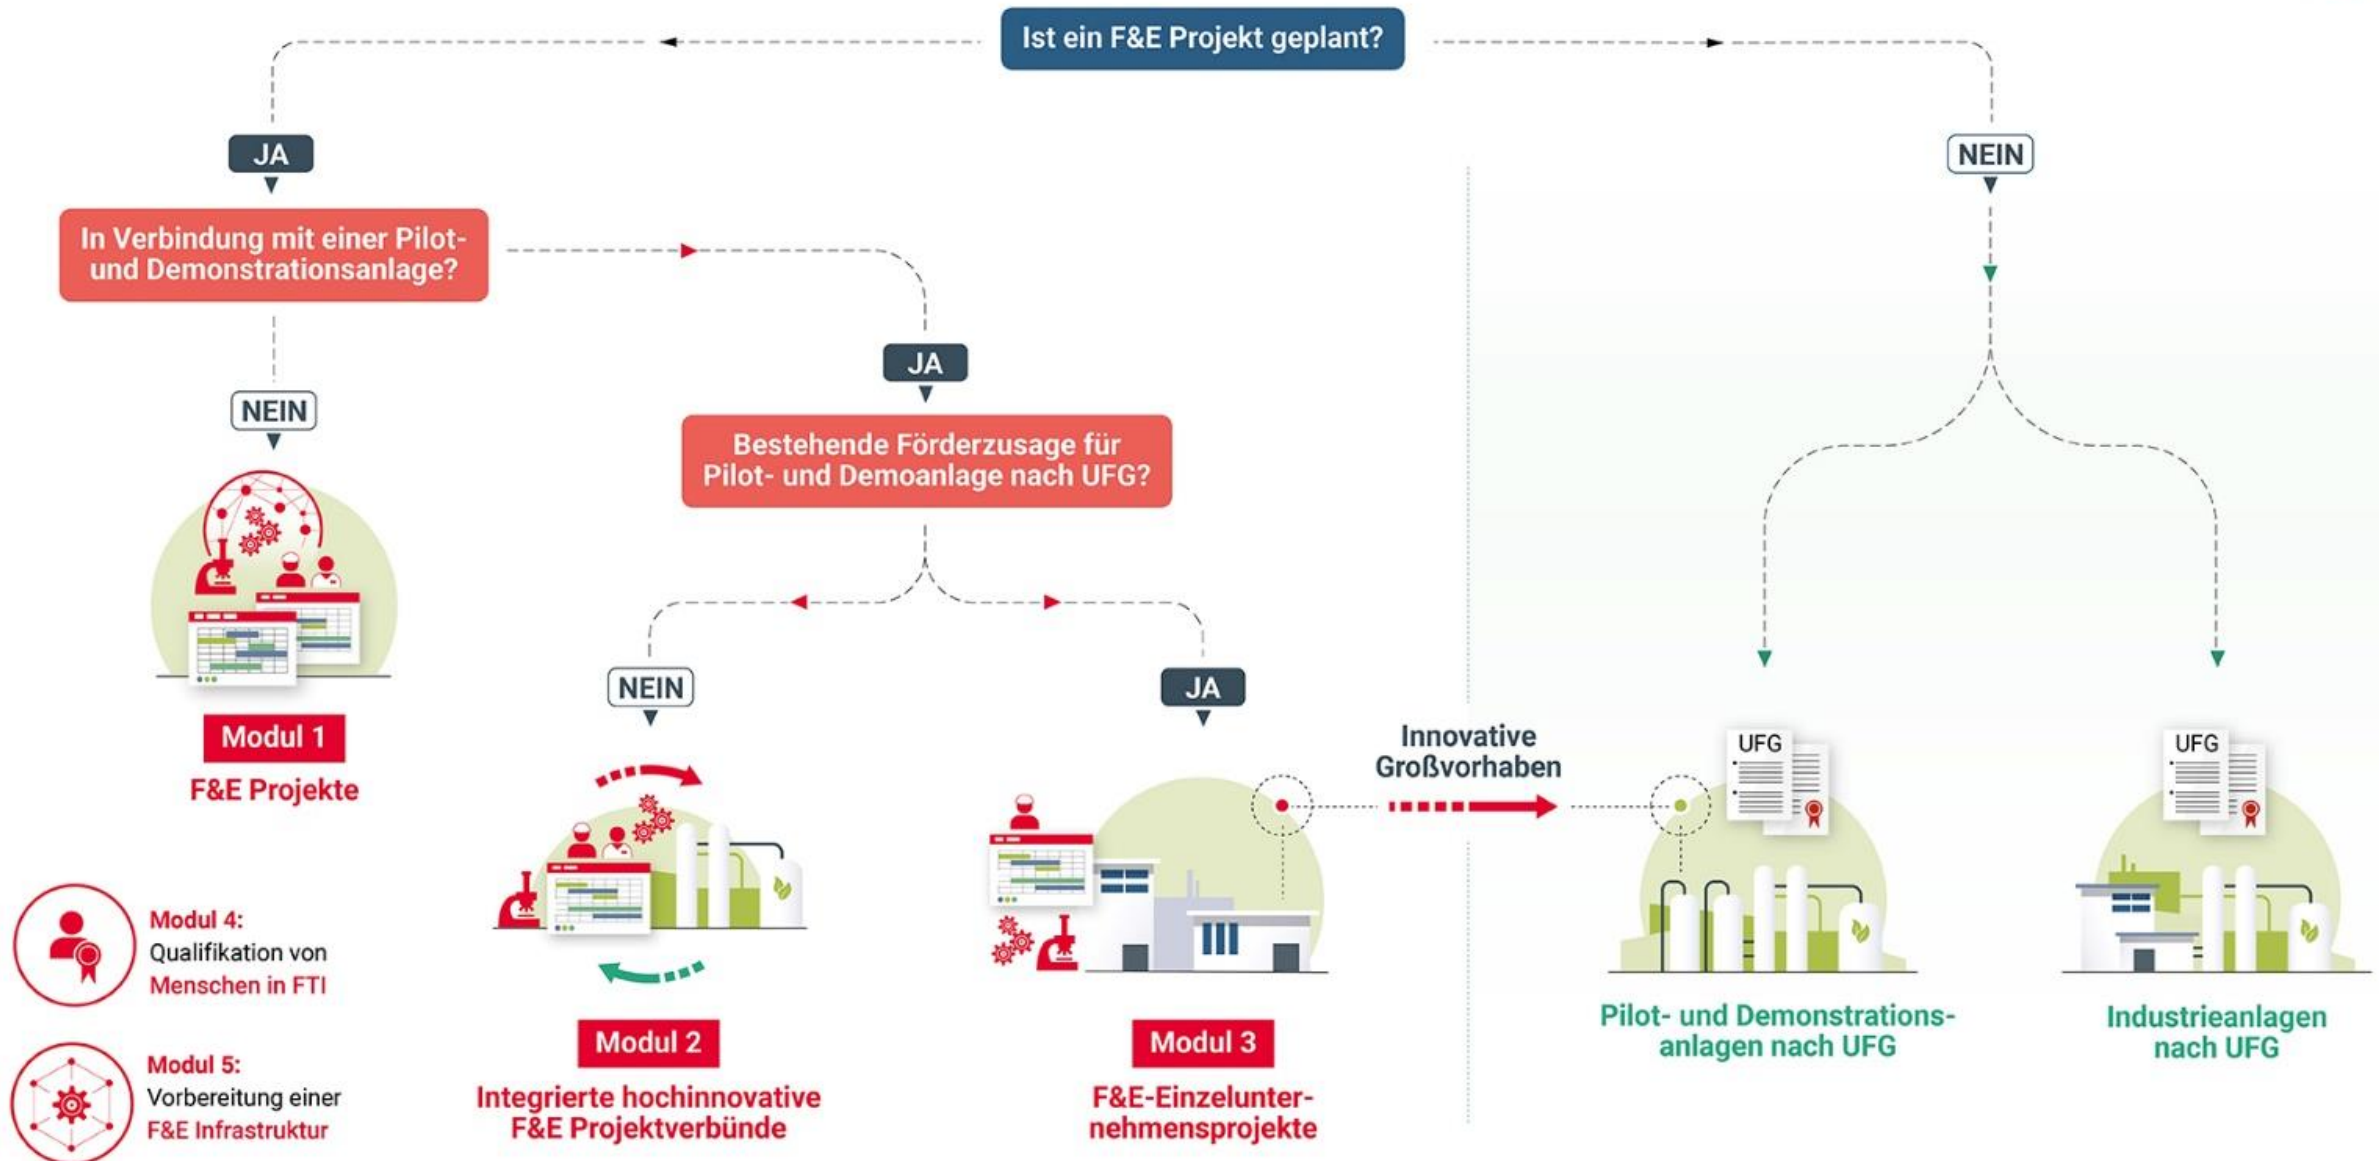 Ist ein F&E Projekt geplant?
JA
NEIN
In Verbindung mit einer Pilot-
und Demonstrationsanlage?
JA
NEIN
Bestehende Förderzusage für
Pilot- und Demoanlage nach UFG?
NEIN
JA
Modul 1
F&E Projekte
Innovative
Großvorhaben
UFG
UFG
Modul 4:
Qualifikation von
Menschen in FTI
Modul 5:
Vorbereitung einer
F&E Infrastruktur
Modul 2
Integrierte hochinnovative
F&E Projektverbünde
Modul 3
F&E-Einzelunter-
nehmensprojekte
Pilot- und Demonstrations-
anlagen nach UFG
Industrieanlagen
nach UFG